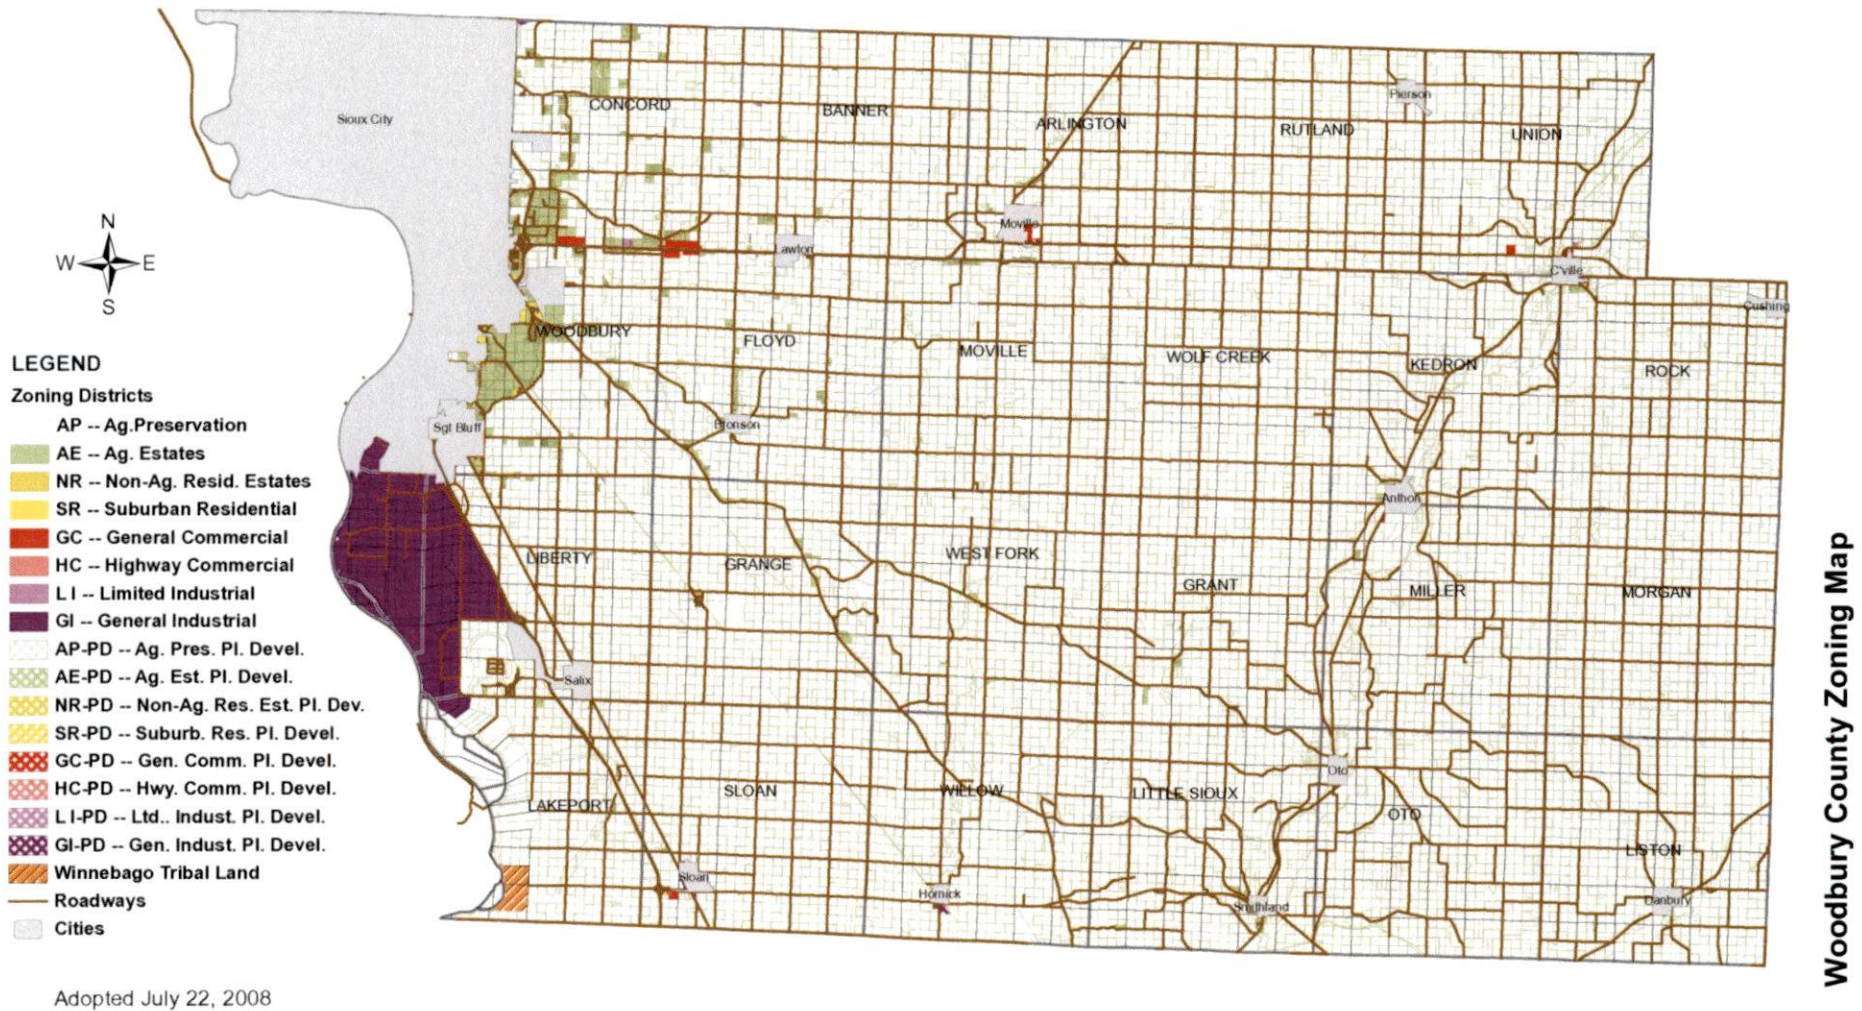 Sioux City
CONCORD
BANNER
ARLINGTON
RUTLAND
Pierson
UNION
Moville
Lawton
C'ville
Cushing
N
W E
S
WOODBURY
FLOYD
MOVILLE
WOLF CREEK
KEDRON
ROCK
Sgt Bluff
Bronson
Anthon
LIBERTY
GRANGE
WEST FORK
GRANT
MILLER
MORGAN
Salix
Oto
LAKEPORT
SLOAN
WILLOW
LITTLE SIOUX
OTO
LISTON
Sloan
Hornick
Smithland
Danbury
LEGEND
Zoning Districts
AP -- Ag.Preservation
AE -- Ag. Estates
NR -- Non-Ag. Resid. Estates
SR -- Suburban Residential
GC -- General Commercial
HC -- Highway Commercial
L I -- Limited Industrial
GI -- General Industrial
AP-PD -- Ag. Pres. Pl. Devel.
AE-PD -- Ag. Est. Pl. Devel.
NR-PD -- Non-Ag. Res. Est. Pl. Dev.
SR-PD -- Suburb. Res. Pl. Devel.
GC-PD -- Gen. Comm. Pl. Devel.
HC-PD -- Hwy. Comm. Pl. Devel.
L I-PD -- Ltd.. Indust. Pl. Devel.
GI-PD -- Gen. Indust. Pl. Devel.
Winnebago Tribal Land
Roadways
Cities
Adopted July 22, 2008
Woodbury County Zoning Map